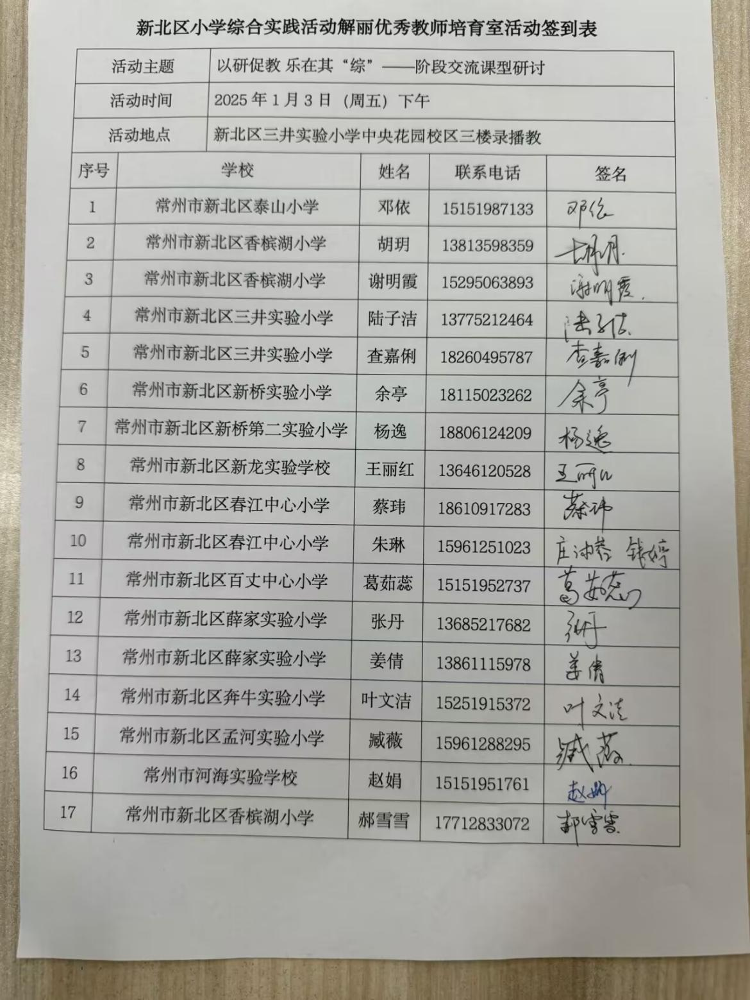 新北区小学综合实践活动解丽优秀教师培育室活动签到表
活动主题 以研促教 乐在其“综”——阶段交流课型研讨
活动时间 2025年1月3日（周五）下午
活动地点 新北区三井实验小学中央花园校区三楼录播教
序号 学校 姓名 联系电话 签名
1 常州市新北区泰山小学 邓依 15151987133 邓依
2 常州市新北区香槟湖小学 胡玥 13813598359 胡玥
3 常州市新北区香槟湖小学 谢明霞 15295063893 谢明霞
4 常州市新北区三井实验小学 陆子洁 13775212464 陆子洁
5 常州市新北区三井实验小学 查嘉俐 18260495787 查嘉俐
6 常州市新北区新桥实验小学 余亭 18115023262 余亭
7 常州市新北区新桥第二实验小学 杨逸 18806124209 杨逸
8 常州市新北区新龙实验学校 王丽红 13646120528 王丽红
9 常州市新北区春江中心小学 蔡玮 18610917283 蔡玮
10 常州市新北区春江中心小学 朱琳 15961251023 钱婷
11 常州市新北区百丈中心小学 葛茹蕊 15151952737 葛茹蕊
12 常州市新北区薛家实验小学 张丹 13685217682 张丹
13 常州市新北区薛家实验小学 姜倩 13861115978 姜倩
14 常州市新北区奔牛实验小学 叶文洁 15251915372 叶文洁
15 常州市新北区孟河实验小学 臧薇 15961288295 臧薇
16 常州市河海实验学校 赵娟 15151951761 赵娟
17 常州市新北区香槟湖小学 郝雪雪 17712833072 郝雪雪